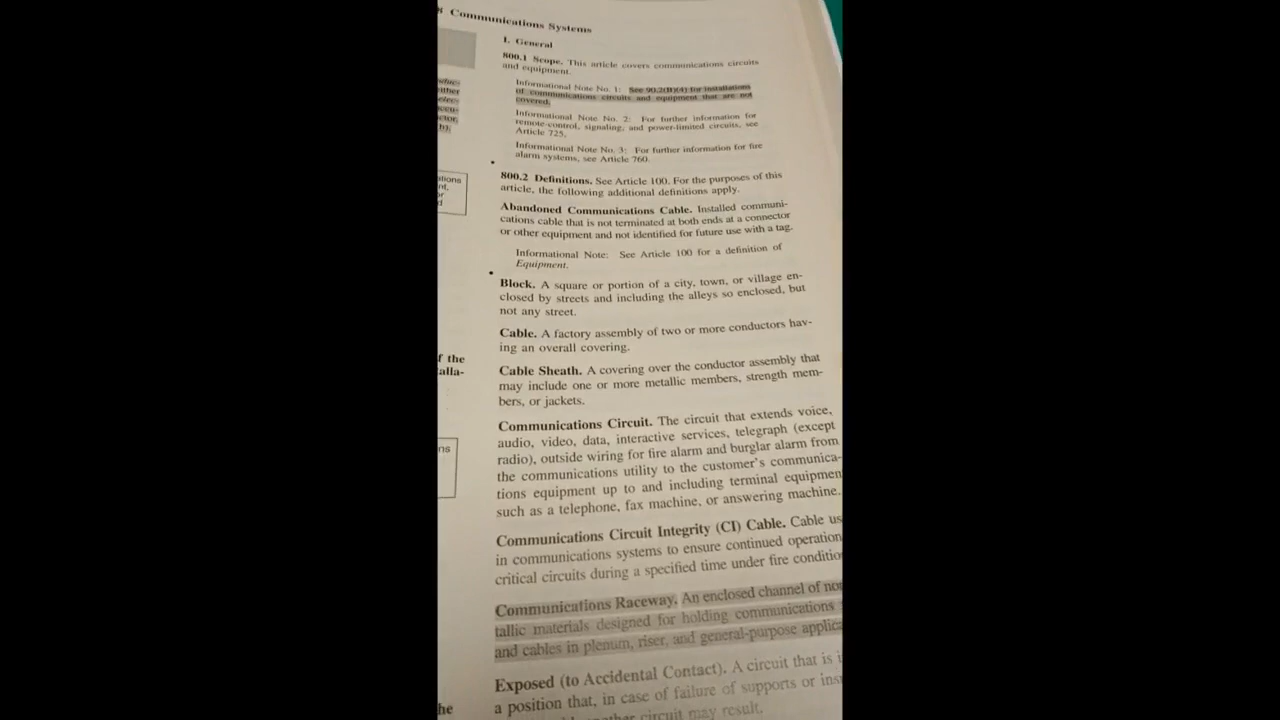 Communications Systems
I. General
800.1 Scope. This article covers communications circuits
and equipment.
Informational Note No. 1: See 90.2(B)(4) for installations
of communications circuits and equipment that are not
covered.
Informational Note No. 2: For further information for
remote-control, signaling, and power-limited circuits, see
Article 725.
Informational Note No. 3: For further information for fire
alarm systems, see Article 760.
800.2 Definitions. See Article 100. For the purposes of this
article, the following additional definitions apply.
Abandoned Communications Cable. Installed communi-
cations cable that is not terminated at both ends at a connector
or other equipment and not identified for future use with a tag.
Informational Note: See Article 100 for a definition of
Equipment.
Block. A square or portion of a city, town, or village en-
closed by streets and including the alleys so enclosed, but
not any street.
Cable. A factory assembly of two or more conductors hav-
ing an overall covering.
f the
alla-
Cable Sheath. A covering over the conductor assembly that
may include one or more metallic members, strength mem-
bers, or jackets.
Communications Circuit. The circuit that extends voice,
audio, video, data, interactive services, telegraph (except
radio), outside wiring for fire alarm and burglar alarm from
the communications utility to the customer's communica-
tions equipment up to and including terminal equipmen
such as a telephone, fax machine, or answering machine.
ns
Communications Circuit Integrity (CI) Cable. Cable us
in communications systems to ensure continued operation
critical circuits during a specified time under fire conditio
Communications Raceway. An enclosed channel of non
tallic materials designed for holding communications
and cables in plenum, riser, and general-purpose applica
Exposed (to Accidental Contact). A circuit that is i
a position that, in case of failure of supports or insu
circuit may result.
he